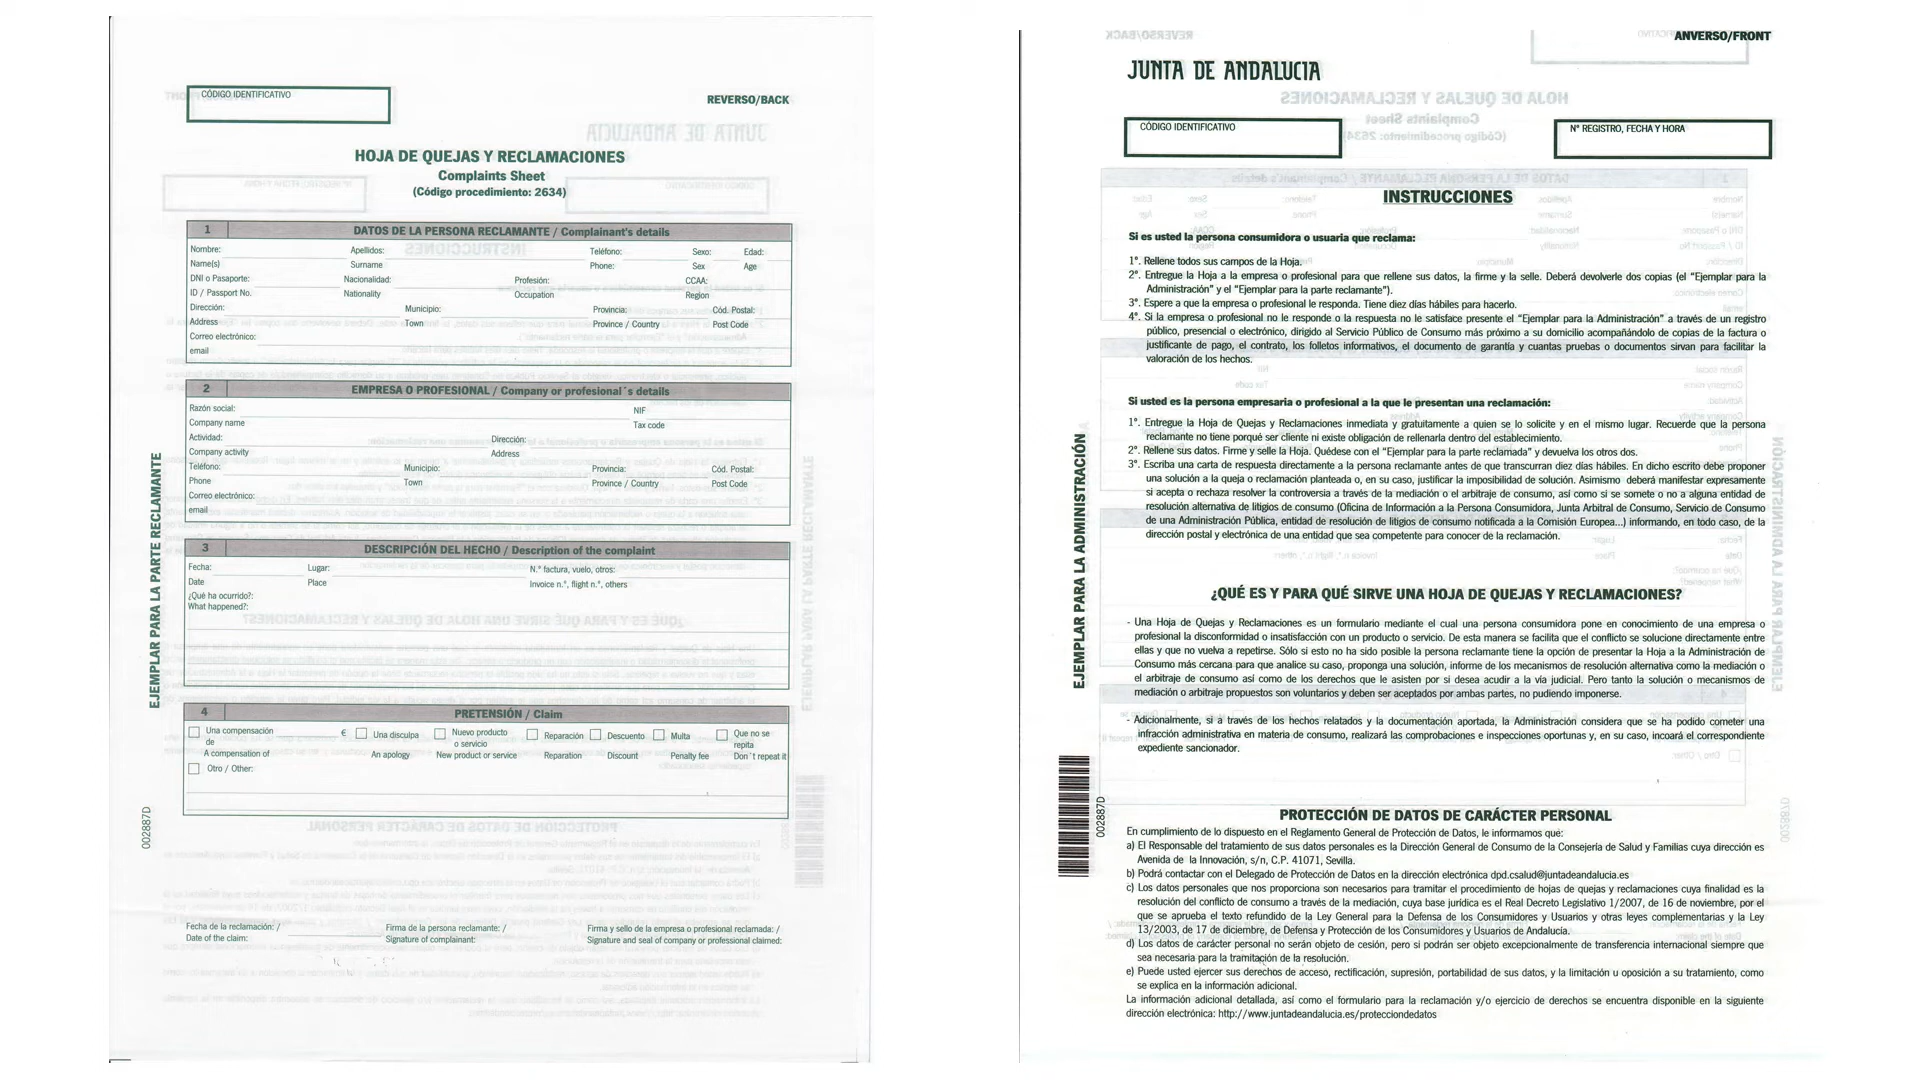 CÓDIGO IDENTIFICATIVO
REVERSO/BACK
HOJA DE QUEJAS Y RECLAMACIONES
Complaints Sheet
(Código procedimiento: 2634)
1 DATOS DE LA PERSONA RECLAMANTE / Complainant's details
Nombre: Apellidos: Teléfono: Sexo: Edad:
Name(s) Surname Phone: Sex Age
DNI o Pasaporte: Nacionalidad: Profesión: CCAA:
ID / Passport No. Nationality Occupation Region
Dirección: Municipio: Provincia: Cód. Postal:
Address Town Province / Country Post Code
Correo electrónico:
email
2 EMPRESA O PROFESIONAL / Company or professional´s details
Razón social: NIF
Company name Tax code
Actividad: Dirección:
Company activity Address
Teléfono: Municipio: Provincia: Cód. Postal:
Phone Town Province / Country Post Code
Correo electrónico:
email
3 DESCRIPCIÓN DEL HECHO / Description of the complaint
Fecha: Lugar: N.° factura, vuelo, otros:
Date Place Invoice n.°, flight n.°, others
¿Qué ha ocurrido?:
What happened?:
4 PRETENSIÓN / Claim
Una compensación de € Una disculpa Nuevo producto o servicio Reparación Descuento Multa Que no se repita
A compensation of An apology New product or service Reparation Discount Penalty fee Don´t repeat it
Otro / Other:
Fecha de la reclamación: / Firma de la persona reclamante: / Firma y sello de la empresa o profesional reclamada: /
Date of the claim: Signature of complainant: Signature and seal of company or professional claimed:
EJEMPLAR PARA LA PARTE RECLAMANTE
002887D
ANVERSO/FRONT
JUNTA DE ANDALUCIA
CÓDIGO IDENTIFICATIVO
N° REGISTRO, FECHA Y HORA
INSTRUCCIONES
Si es usted la persona consumidora o usuaria que reclama:
1°. Rellene todos sus campos de la Hoja.
2°. Entregue la Hoja a la empresa o profesional para que rellene sus datos, la firme y la selle. Deberá devolverle dos copias (el “Ejemplar para la
Administración” y el “Ejemplar para la parte reclamante”).
3°. Espere a que la empresa o profesional le responda. Tiene diez días hábiles para hacerlo.
4°. Si la empresa o profesional no le responde o la respuesta no le satisface presente el “Ejemplar para la Administración” a través de un registro
público, presencial o electrónico, dirigido al Servicio Público de Consumo más próximo a su domicilio acompañándolo de copias de la factura o
justificante de pago, el contrato, los folletos informativos, el documento de garantía y cuantas pruebas o documentos sirvan para facilitar la
valoración de los hechos.
Si usted es la persona empresaria o profesional a la que le presentan una reclamación:
1°. Entregue la Hoja de Quejas y Reclamaciones inmediata y gratuitamente a quien se lo solicite y en el mismo lugar. Recuerde que la persona
reclamante no tiene porqué ser cliente ni existe obligación de rellenarla dentro del establecimiento.
2°. Rellene sus datos. Firme y selle la Hoja. Quédese con el “Ejemplar para la parte reclamada” y devuelva los otros dos.
3°. Escriba una carta de respuesta directamente a la persona reclamante antes de que transcurran diez días hábiles. En dicho escrito debe proponer
una solución a la queja o reclamación planteada o, en su caso, justificar la imposibilidad de solución. Asimismo deberá manifestar expresamente
si acepta o rechaza resolver la controversia a través de la mediación o el arbitraje de consumo, así como si se somete o no a alguna entidad de
resolución alternativa de litigios de consumo (Oficina de Información a la Persona Consumidora, Junta Arbitral de Consumo, Servicio de Consumo
de una Administración Pública, entidad de resolución de litigios de consumo notificada a la Comisión Europea...) informando, en todo caso, de la
dirección postal y electrónica de una entidad que sea competente para conocer de la reclamación.
¿QUÉ ES Y PARA QUÉ SIRVE UNA HOJA DE QUEJAS Y RECLAMACIONES?
- Una Hoja de Quejas y Reclamaciones es un formulario mediante el cual una persona consumidora pone en conocimiento de una empresa o
profesional la disconformidad o insatisfacción con un producto o servicio. De esta manera se facilita que el conflicto se solucione directamente entre
ellas y que no vuelva a repetirse. Sólo si esto no ha sido posible la persona reclamante tiene la opción de presentar la Hoja a la Administración de
Consumo más cercana para que analice su caso, proponga una solución, informe de los mecanismos de resolución alternativa como la mediación o
el arbitraje de consumo así como de los derechos que le asisten por si desea acudir a la vía judicial. Pero tanto la solución o mecanismos de
mediación o arbitraje propuestos son voluntarios y deben ser aceptados por ambas partes, no pudiendo imponerse.
- Adicionalmente, si a través de los hechos relatados y la documentación aportada, la Administración considera que se ha podido cometer una
infracción administrativa en materia de consumo, realizará las comprobaciones e inspecciones oportunas y, en su caso, incoará el correspondiente
expediente sancionador.
PROTECCIÓN DE DATOS DE CARÁCTER PERSONAL
En cumplimiento de lo dispuesto en el Reglamento General de Protección de Datos, le informamos que:
a) El Responsable del tratamiento de sus datos personales es la Dirección General de Consumo de la Consejería de Salud y Familias cuya dirección es
Avenida de la Innovación, s/n, C.P. 41071, Sevilla.
b) Podrá contactar con el Delegado de Protección de Datos en la dirección electrónica dpd.csalud@juntadeandalucia.es
c) Los datos personales que nos proporciona son necesarios para tramitar el procedimiento de hojas de quejas y reclamaciones cuya finalidad es la
resolución del conflicto de consumo a través de la mediación, cuya base jurídica es el Real Decreto Legislativo 1/2007, de 16 de noviembre, por el
que se aprueba el texto refundido de la Ley General para la Defensa de los Consumidores y Usuarios y otras leyes complementarias y la Ley
13/2003, de 17 de diciembre, de Defensa y Protección de los Consumidores y Usuarios de Andalucía.
d) Los datos de carácter personal no serán objeto de cesión, pero si podrán ser objeto excepcionalmente de transferencia internacional siempre que
sea necesaria para la tramitación de la resolución.
e) Puede usted ejercer sus derechos de acceso, rectificación, supresión, portabilidad de sus datos, y la limitación u oposición a su tratamiento, como
se explica en la información adicional.
La información adicional detallada, así como el formulario para la reclamación y/o ejercicio de derechos se encuentra disponible en la siguiente
dirección electrónica: http://www.juntadeandalucia.es/protecciondedatos
EJEMPLAR PARA LA ADMINISTRACIÓN
002887D